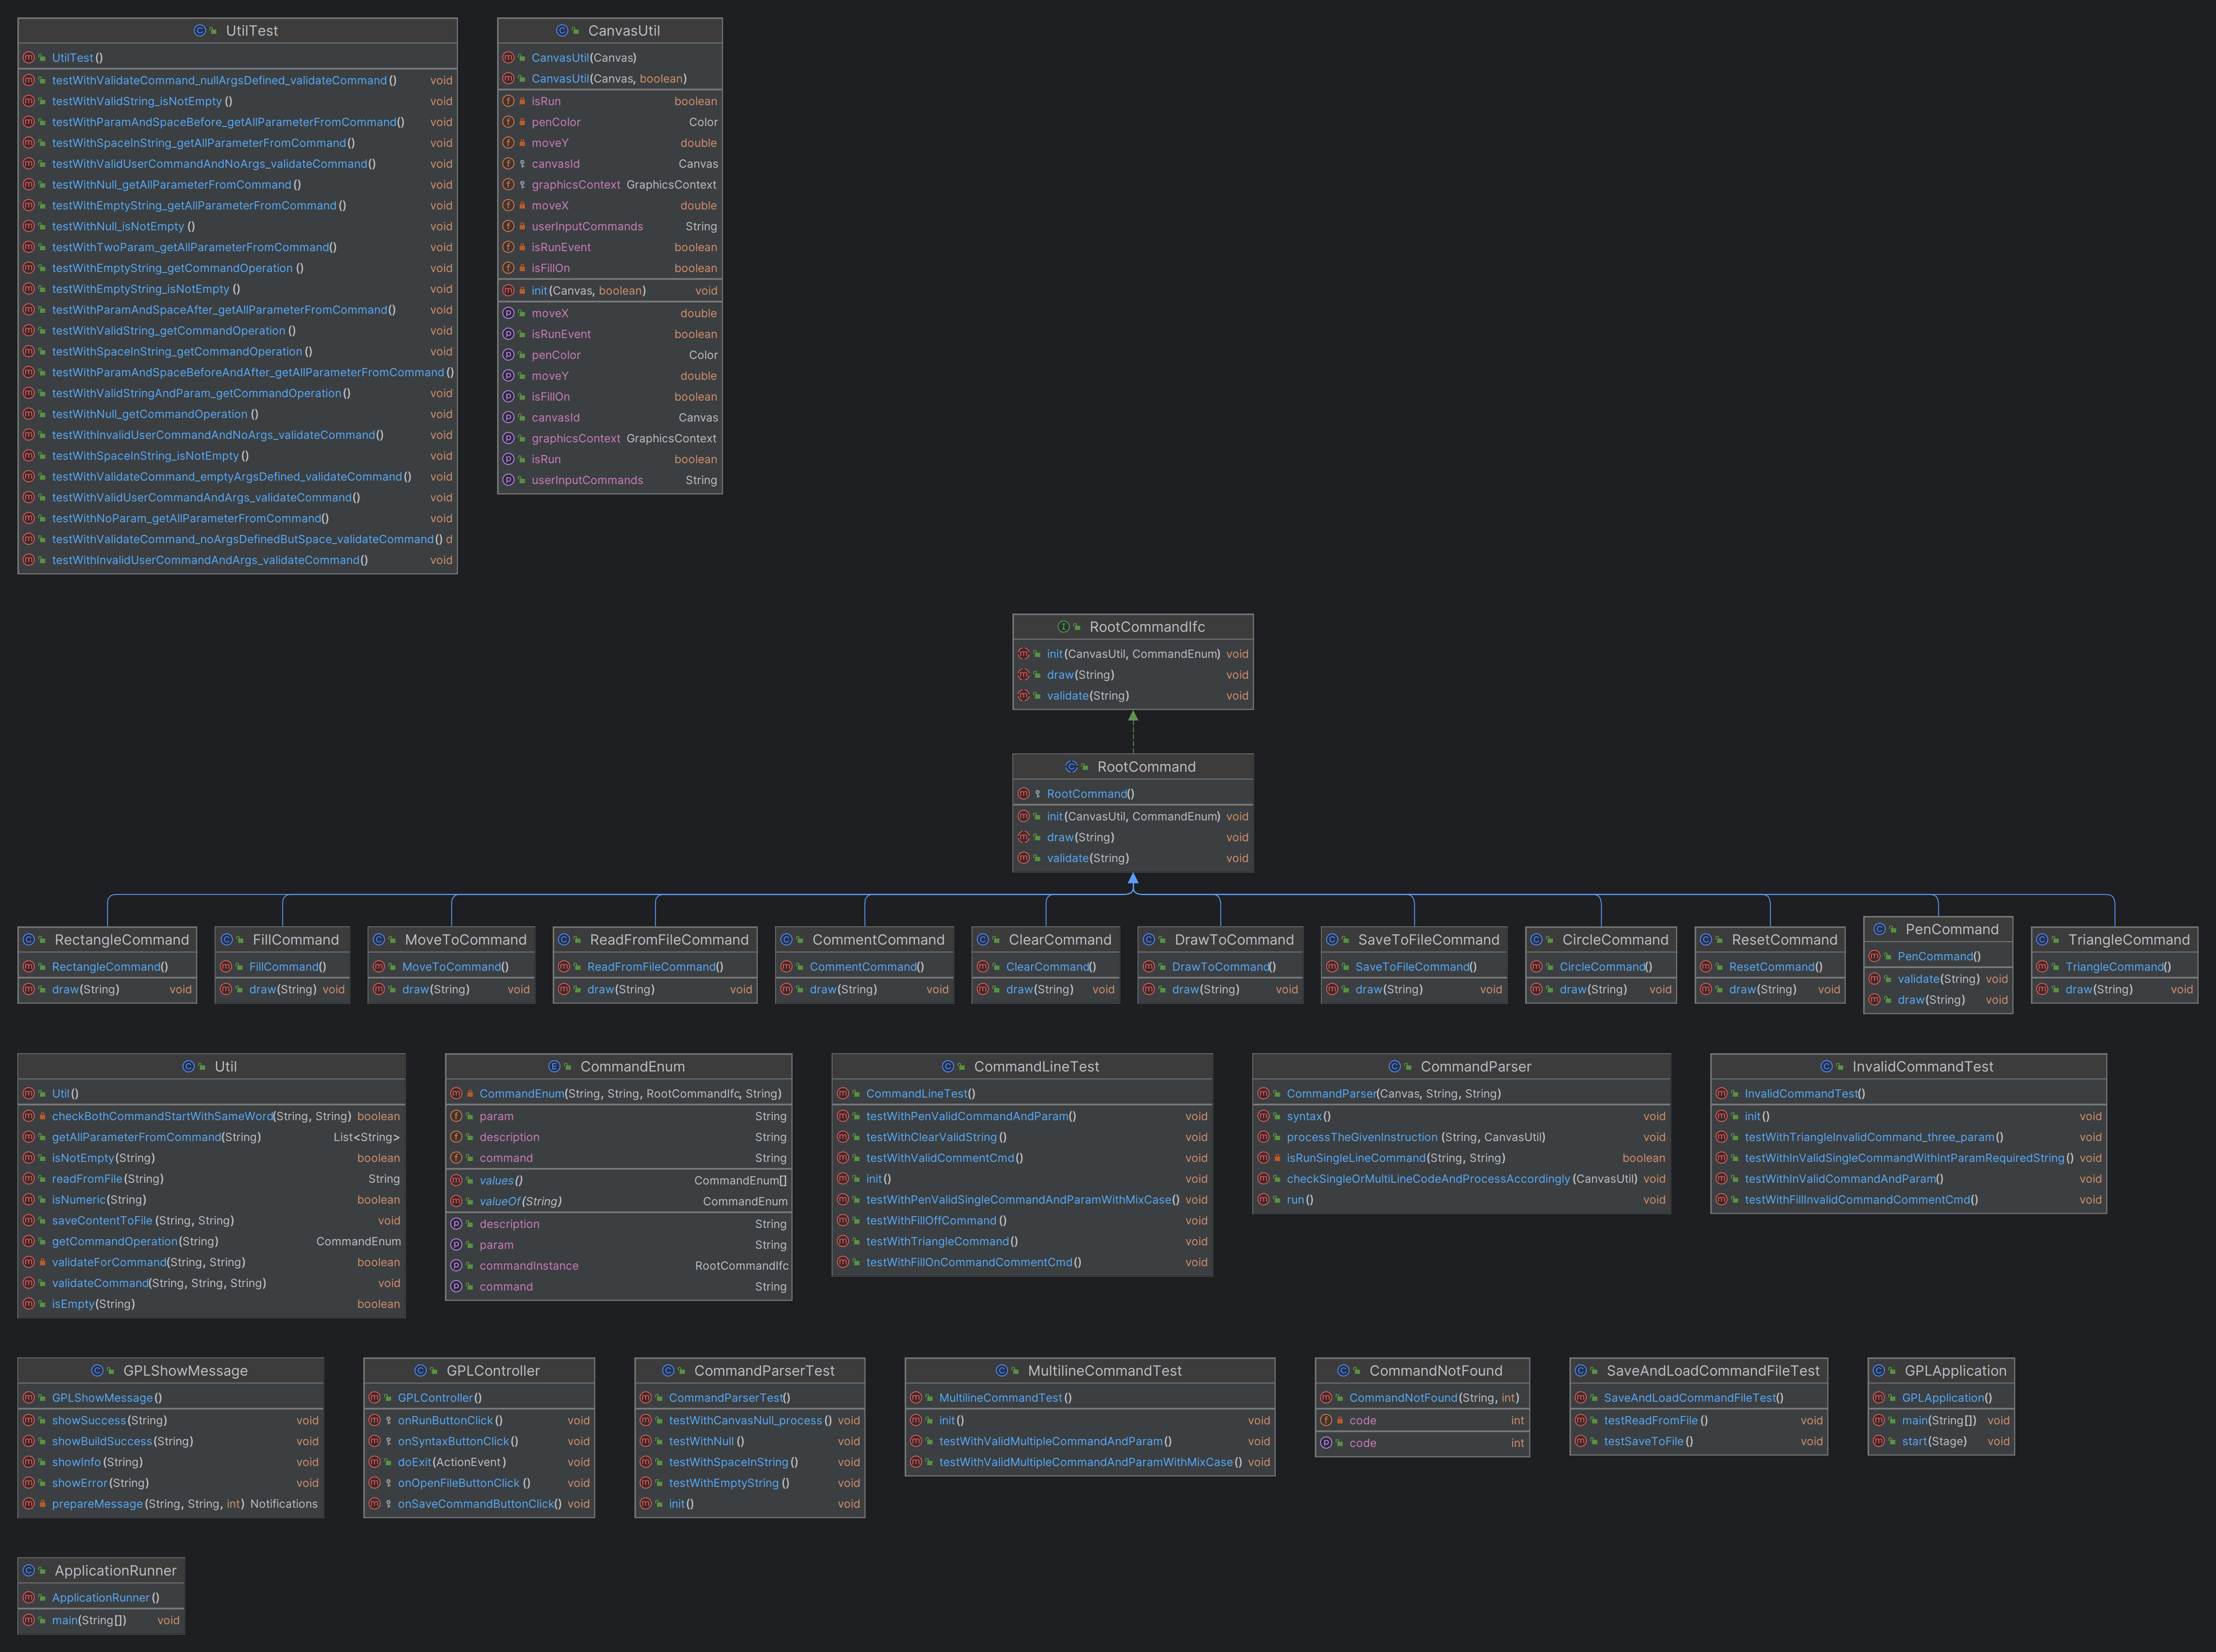 UtilTest
UtilTest()
testWithValidateCommand_nullArgsDefined_validateCommand() void
testWithValidString_isNotEmpty() void
testWithParamAndSpaceBefore_getAllParameterFromCommand() void
testWithSpaceInString_getAllParameterFromCommand() void
testWithValidUserCommandAndNoArgs_validateCommand() void
testWithNull_getAllParameterFromCommand() void
testWithEmptyString_getAllParameterFromCommand() void
testWithNull_isNotEmpty() void
testWithTwoParam_getAllParameterFromCommand() void
testWithEmptyString_getCommandOperation() void
testWithEmptyString_isNotEmpty() void
testWithParamAndSpaceAfter_getAllParameterFromCommand() void
testWithValidString_getCommandOperation() void
testWithSpaceInString_getCommandOperation() void
testWithParamAndSpaceBeforeAndAfter_getAllParameterFromCommand()
testWithValidStringAndParam_getCommandOperation() void
testWithNull_getCommandOperation() void
testWithInvalidUserCommandAndNoArgs_validateCommand() void
testWithSpaceInString_isNotEmpty() void
testWithValidateCommand_emptyArgsDefined_validateCommand() void
testWithValidUserCommandAndArgs_validateCommand() void
testWithNoParam_getAllParameterFromCommand() void
testWithValidateCommand_noArgsDefinedButSpace_validateCommand() d
testWithInvalidUserCommandAndArgs_validateCommand() void
CanvasUtil
CanvasUtil(Canvas)
CanvasUtil(Canvas, boolean)
isRun boolean
penColor Color
moveY double
canvasId Canvas
graphicsContext GraphicsContext
moveX double
userInputCommands String
isRunEvent boolean
isFillOn boolean
init(Canvas, boolean) void
moveX double
isRunEvent boolean
penColor Color
moveY double
isFillOn boolean
canvasId Canvas
graphicsContext GraphicsContext
isRun boolean
userInputCommands String
RootCommandIfc
init(CanvasUtil, CommandEnum) void
draw(String) void
validate(String) void
RootCommand
RootCommand()
init(CanvasUtil, CommandEnum) void
draw(String) void
validate(String) void
RectangleCommand
RectangleCommand()
draw(String) void
FillCommand
FillCommand()
draw(String) void
MoveToCommand
MoveToCommand()
draw(String) void
ReadFromFileCommand
ReadFromFileCommand()
draw(String) void
CommentCommand
CommentCommand()
draw(String) void
ClearCommand
ClearCommand()
draw(String) void
DrawToCommand
DrawToCommand()
draw(String) void
SaveToFileCommand
SaveToFileCommand()
draw(String) void
CircleCommand
CircleCommand()
draw(String) void
ResetCommand
ResetCommand()
draw(String) void
PenCommand
PenCommand()
validate(String) void
draw(String) void
TriangleCommand
TriangleCommand()
draw(String) void
Util
Util()
checkBothCommandStartWithSameWord(String, String) boolean
getAllParameterFromCommand(String) List<String>
isNotEmpty(String) boolean
readFromFile(String) String
isNumeric(String) boolean
saveContentToFile(String, String) void
getCommandOperation(String) CommandEnum
validateForCommand(String, String) boolean
validateCommand(String, String, String) void
isEmpty(String) boolean
CommandEnum
CommandEnum(String, String, RootCommandIfc, String)
param String
description String
command String
values() CommandEnum[]
valueOf(String) CommandEnum
description String
param String
commandInstance RootCommandIfc
command String
CommandLineTest
CommandLineTest()
testWithPenValidCommandAndParam() void
testWithClearValidString() void
testWithValidCommentCmd() void
init() void
testWithPenValidSingleCommandAndParamWithMixCase() void
testWithFillOffCommand() void
testWithTriangleCommand() void
testWithFillOnCommandCommentCmd() void
CommandParser
CommandParser(Canvas, String, String)
syntax() void
processTheGivenInstruction(String, CanvasUtil) void
isRunSingleLineCommand(String, String) boolean
checkSingleOrMultiLineCodeAndProcessAccordingly(CanvasUtil) void
run() void
InvalidCommandTest
InvalidCommandTest()
init() void
testWithTriangleInvalidCommand_three_param() void
testWithInValidSingleCommandWithIntParamRequiredString() void
testWithInValidCommandAndParam() void
testWithFillInvalidCommandCommentCmd() void
GPLShowMessage
GPLShowMessage()
showSuccess(String) void
showBuildSuccess(String) void
showInfo(String) void
showError(String) void
prepareMessage(String, String, int) Notifications
GPLController
GPLController()
onRunButtonClick() void
onSyntaxButtonClick() void
doExit(ActionEvent) void
onOpenFileButtonClick() void
onSaveCommandButtonClick() void
CommandParserTest
CommandParserTest()
testWithCanvasNull_process() void
testWithNull() void
testWithSpaceInString() void
testWithEmptyString() void
init() void
MultilineCommandTest
MultilineCommandTest()
init() void
testWithValidMultipleCommandAndParam() void
testWithValidMultipleCommandAndParamWithMixCase() void
CommandNotFound
CommandNotFound(String, int)
code int
code int
SaveAndLoadCommandFileTest
SaveAndLoadCommandFileTest()
testReadFromFile() void
testSaveToFile() void
GPLApplication
GPLApplication()
main(String[]) void
start(Stage) void
ApplicationRunner
ApplicationRunner()
main(String[]) void